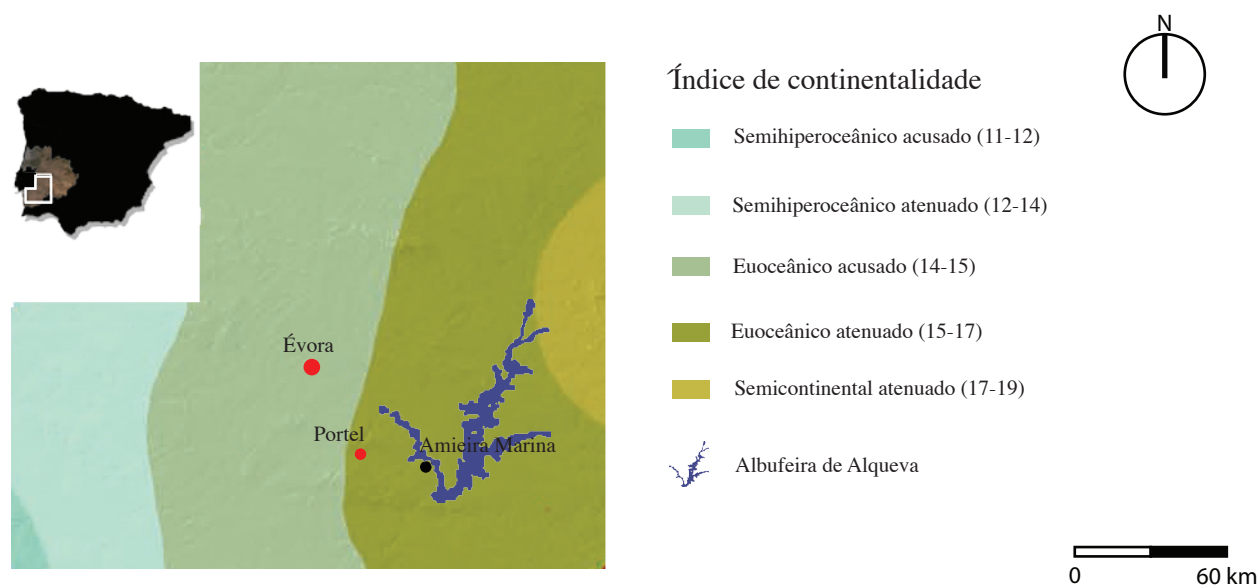 N
Índice de continentalidade
Semihiperoceânico acusado (11-12)
Semihiperoceânico atenuado (12-14)
Euoceânico acusado (14-15)
Euoceânico atenuado (15-17)
Semicontinental atenuado (17-19)
Albufeira de Alqueva
Évora
Portel
Amieira Marina
0 60 km